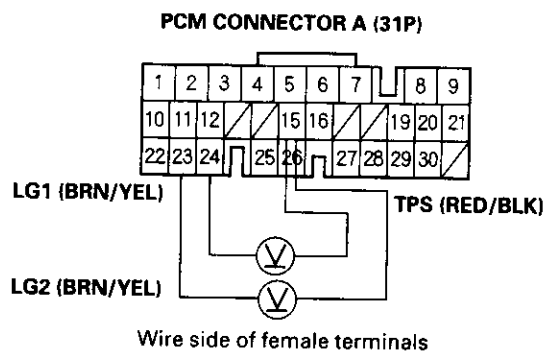 PCM CONNECTOR A (31P)
1 2 3 4 5 6 7 8 9
10 11 12 15 16 19 20 21
22 23 24 25 26 27 28 29 30
LG1 (BRN/YEL)
TPS (RED/BLK)
V
LG2 (BRN/YEL)
V
Wire side of female terminals